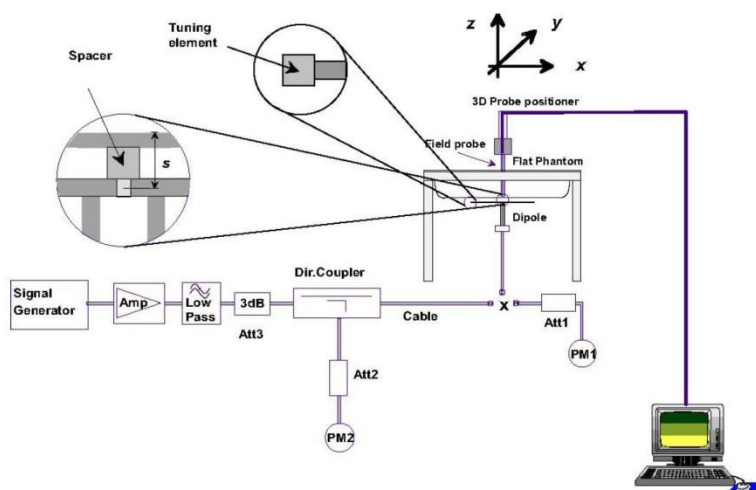 Tuning
element
Spacer
s
z
y
x
3D Probe positioner
Field probe
Flat Phantom
Dipole
Signal
Generator
Amp
Low
Pass
3dB
Att3
Dir.Coupler
Cable
x
Att1
PM1
Att2
PM2